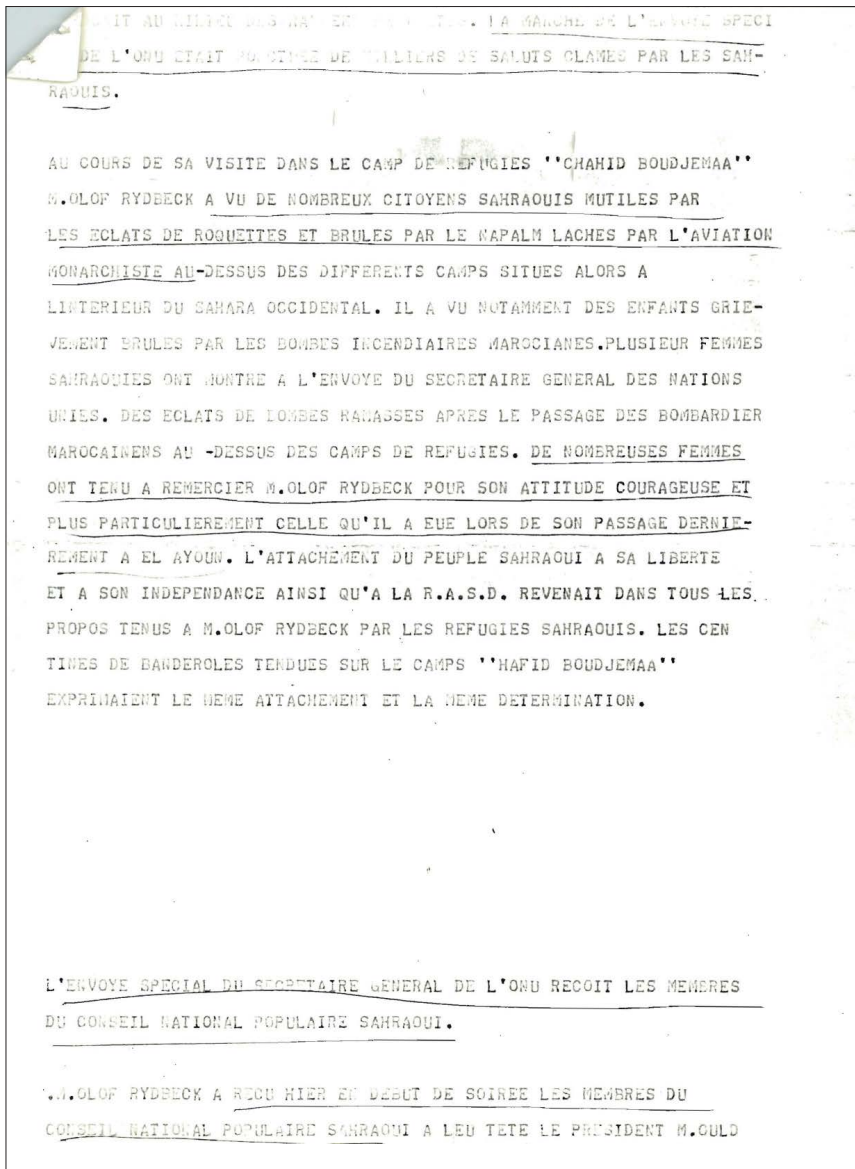 AIT AU MILIEU DES . LA MARCHE DE L'ENVOYE SPECI
DE L'ONU ETAIT DE MILLIERS DE SALUTS CLAMES PAR LES SAH-
RAOUIS.
AU COURS DE SA VISITE DANS LE CAMP DE REFUGIES ''CHAHID BOUDJEMAA''
M.OLOF RYDBECK A VU DE NOMBREUX CITOYENS SAHRAOUIS MUTILES PAR
LES ECLATS DE ROQUETTES ET BRULES PAR LE NAPALM LACHES PAR L'AVIATION
MONARCHISTE AU-DESSUS DES DIFFERENTS CAMPS SITUES ALORS A
LINTERIEUR DU SAHARA OCCIDENTAL. IL A VU NOTAMMENT DES ENFANTS GRIE-
VEMENT BRULES PAR LES BOMBES INCENDIAIRES MAROCIANES.PLUSIEUR FEMMES
SAHRAOUIES ONT MONTRE A L'ENVOYE DU SECRETAIRE GENERAL DES NATIONS
UNIES. DES ECLATS DE BOMBES RAMASSES APRES LE PASSAGE DES BOMBARDIER
MAROCAINENS AU -DESSUS DES CAMPS DE REFUGIES. DE NOMBREUSES FEMMES
ONT TENU A REMERCIER M.OLOF RYDBECK POUR SON ATTITUDE COURAGEUSE ET
PLUS PARTICULIEREMENT CELLE QU'IL A EUE LORS DE SON PASSAGE DERNIE-
REMENT A EL AYOUN. L'ATTACHEMENT DU PEUPLE SAHRAOUI A SA LIBERTE
ET A SON INDEPENDANCE AINSI QU'A LA R.A.S.D. REVENAIT DANS TOUS LES
PROPOS TENUS A M.OLOF RYDBECK PAR LES REFUGIES SAHRAOUIS. LES CEN
TINES DE BANDEROLES TENDUES SUR LE CAMPS ''HAFID BOUDJEMAA''
EXPRIMAIENT LE MEME ATTACHEMENT ET LA MEME DETERMINATION.
L'ENVOYE SPECIAL DU SECRETAIRE GENERAL DE L'ONU RECOIT LES MEMBRES
DU CONSEIL NATIONAL POPULAIRE SAHRAOUI.
.M.OLOF RYDBECK A RECU HIER EN DEBUT DE SOIREE LES MEMBRES DU
CONSEIL NATIONAL POPULAIRE SAHRAOUI A LEU TETE LE PRESIDENT M.OULD